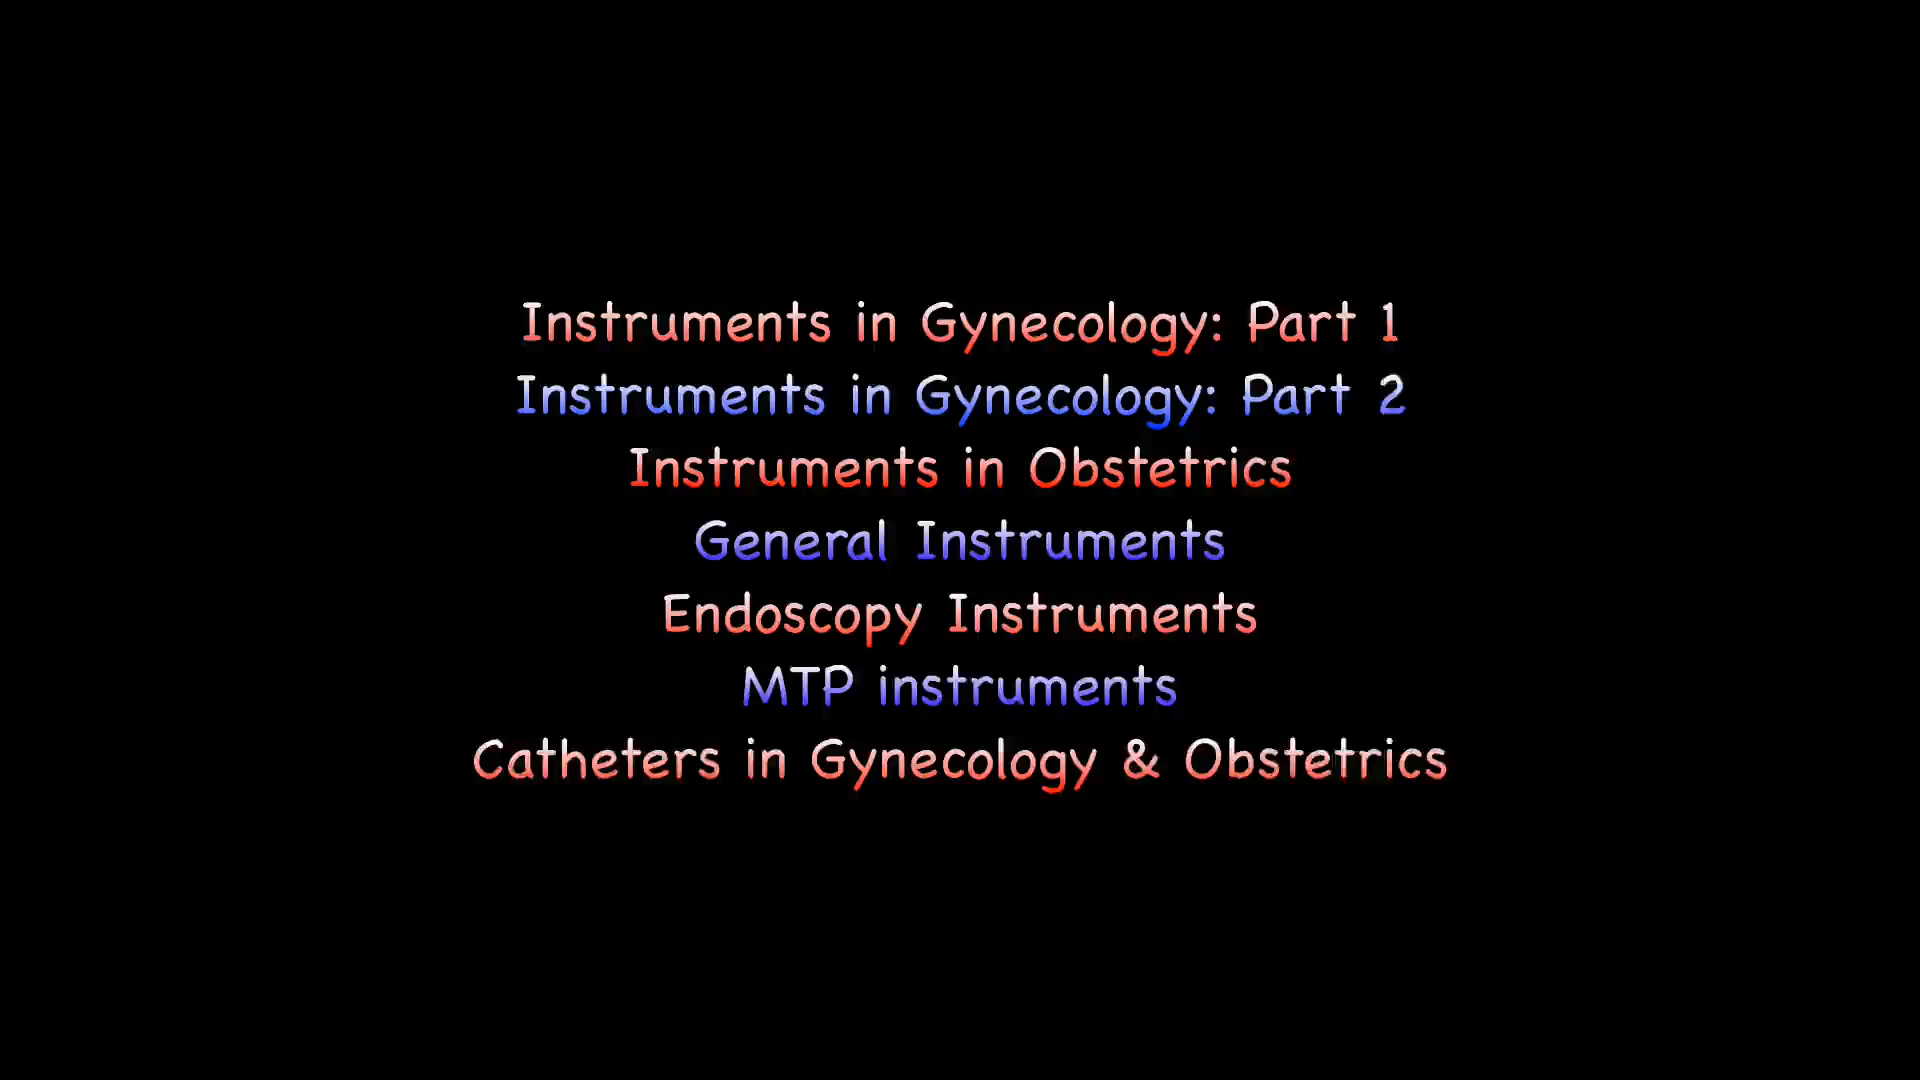 Instruments in Gynecology: Part 1
Instruments in Gynecology: Part 2
Instruments in Obstetrics
General Instruments
Endoscopy Instruments
MTP instruments
Catheters in Gynecology & Obstetrics